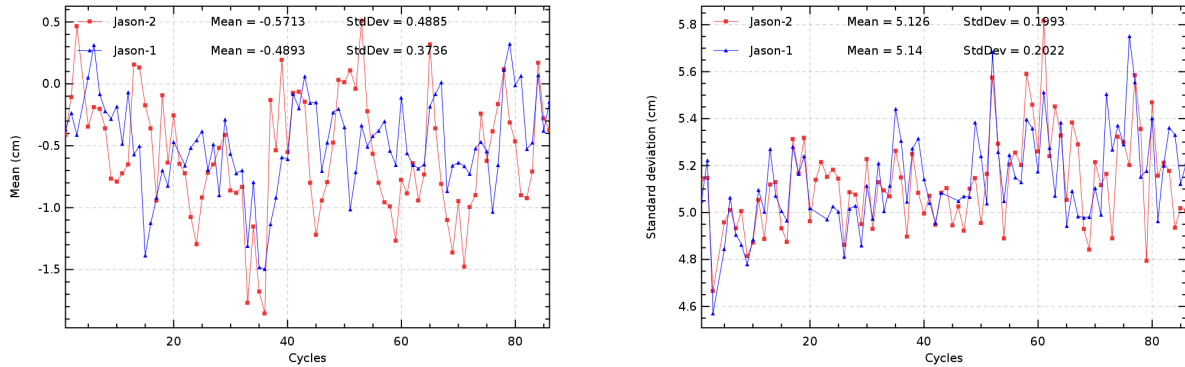 Jason-2 Mean = -0.5713 StdDev = 0.4885
Jason-1 Mean = -0.4893 StdDev = 0.3736
0.5
0.0
-0.5
-1.0
-1.5
Mean (cm)
20 40 60 80
Cycles
Jason-2 Mean = 5.126 StdDev = 0.1993
Jason-1 Mean = 5.14 StdDev = 0.2022
5.8
5.6
5.4
5.2
5.0
4.8
4.6
Standard deviation (cm)
20 40 60 80
Cycles